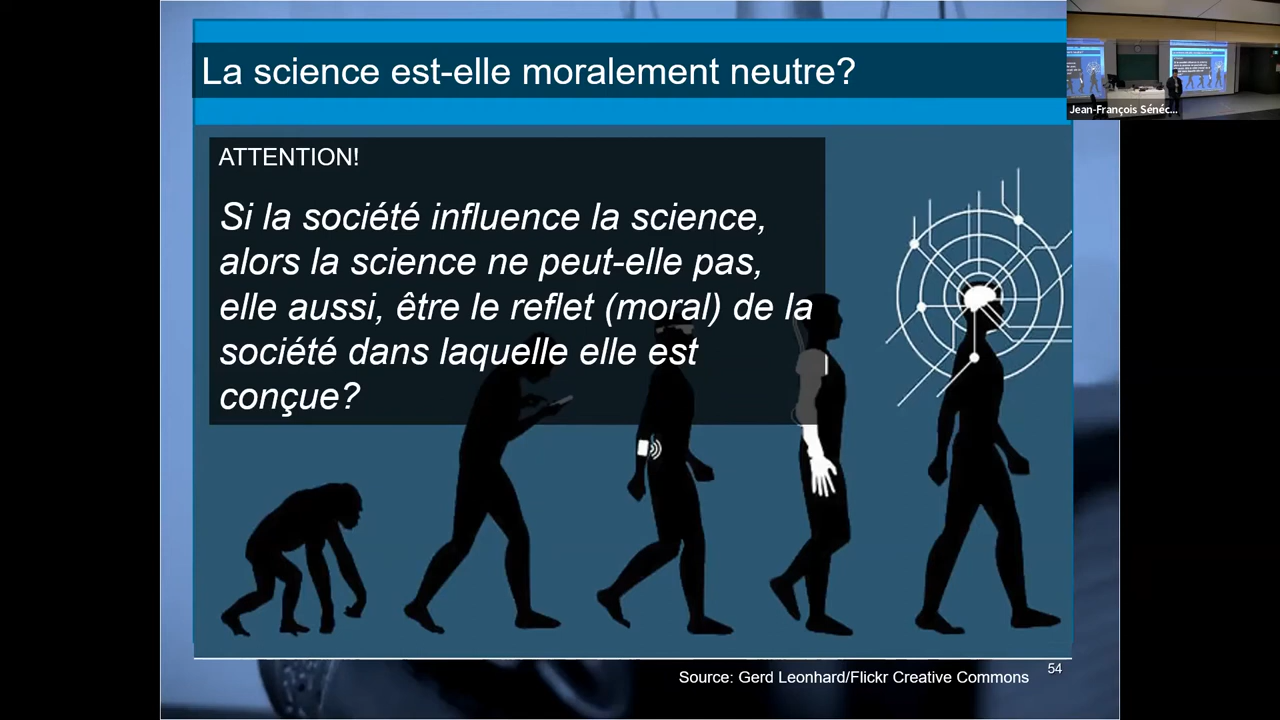 La science est-elle moralement neutre?
Jean-François Sénéc...
ATTENTION!
Si la société influence la science,
alors la science ne peut-elle pas,
elle aussi, être le reflet (moral) de la
société dans laquelle elle est
conçue?
Source: Gerd Leonhard/Flickr Creative Commons
54